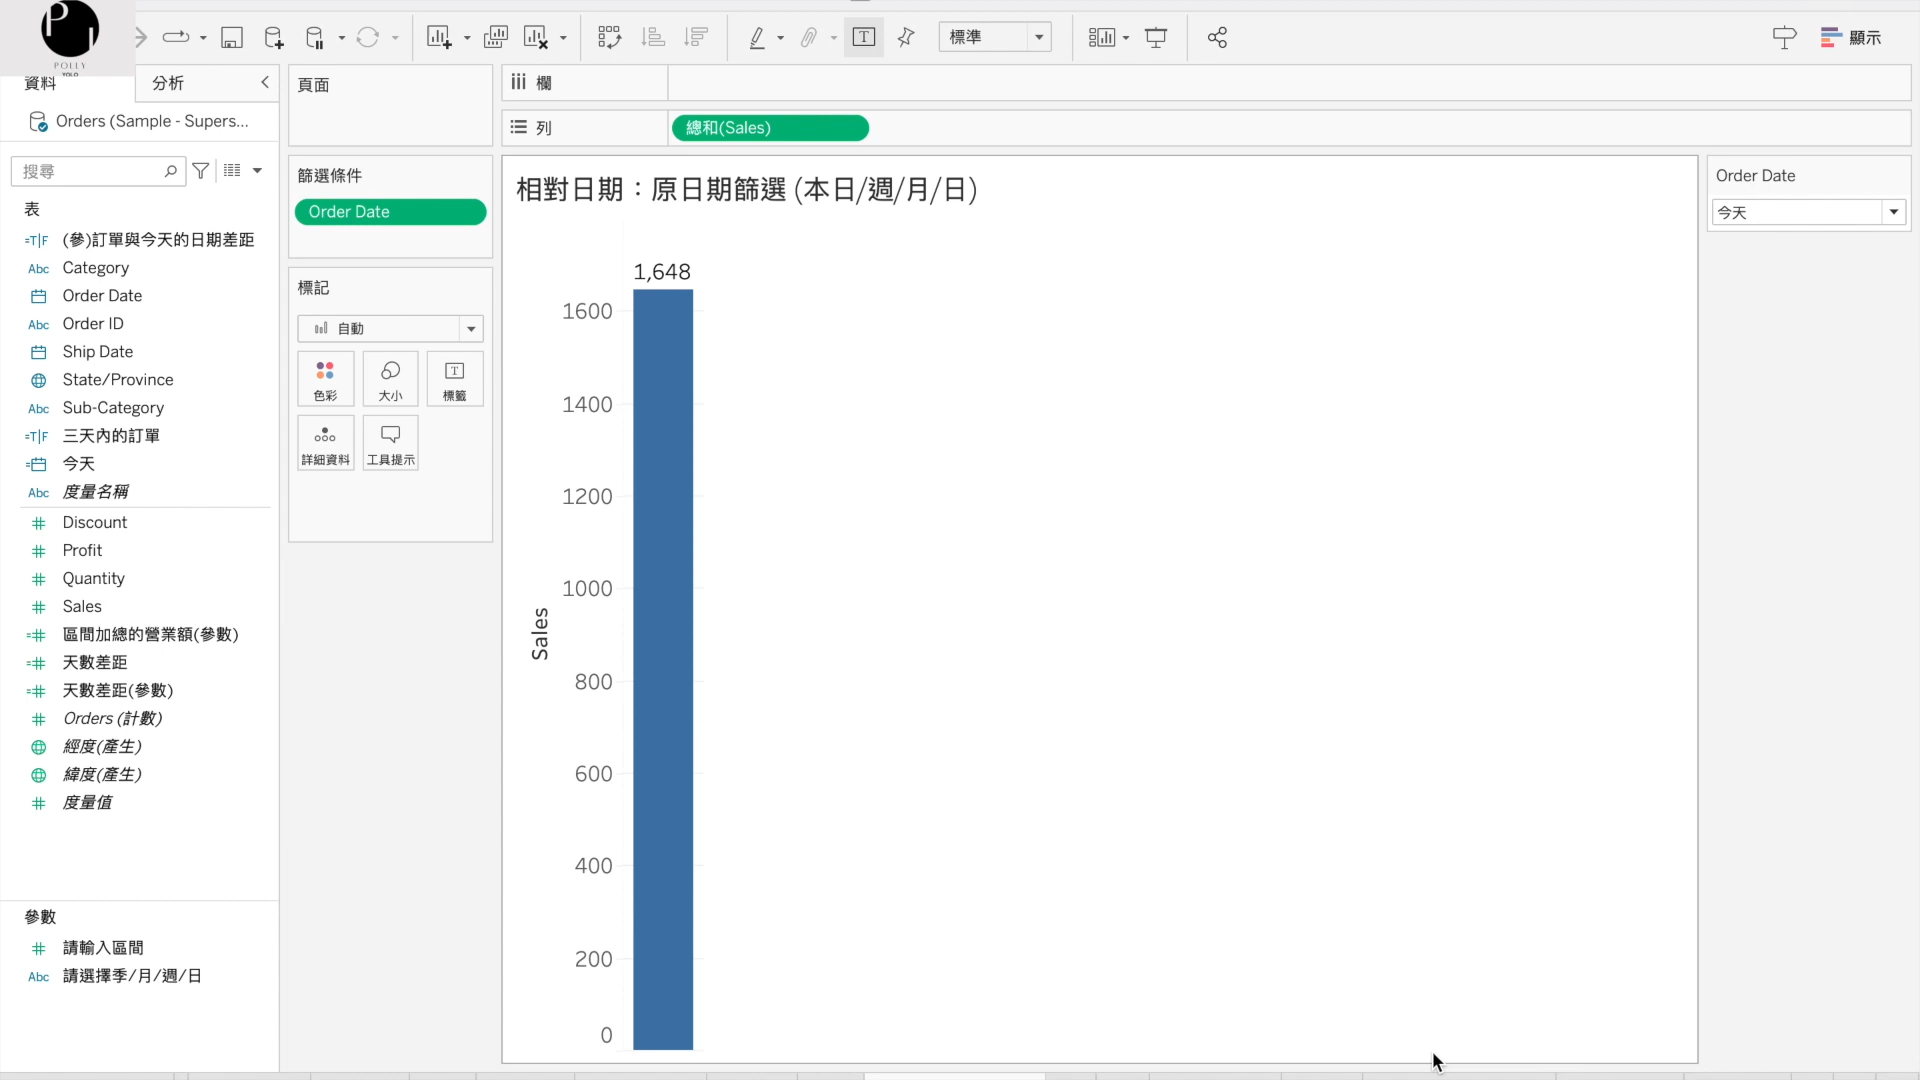 P
POLLY
YOLO
標準
顯示
資料
分析
頁面
欄
Orders (Sample - Supers...
列
總和(Sales)
搜尋
篩選條件
Order Date
相對日期：原日期篩選 (本日/週/月/日)
Order Date
今天
表
=T|F (參)訂單與今天的日期差距
Abc Category
Order Date
Abc Order ID
Ship Date
State/Province
Abc Sub-Category
=T|F 三天內的訂單
今天
Abc 度量名稱
Discount
Profit
Quantity
Sales
區間加總的營業額(參數)
天數差距
天數差距(參數)
Orders (計數)
經度(產生)
緯度(產生)
度量值
標記
自動
色彩
大小
標籤
詳細資料
工具提示
1,648
1600
1400
1200
1000
800
600
400
200
0
Sales
參數
請輸入區間
Abc 請選擇季/月/週/日